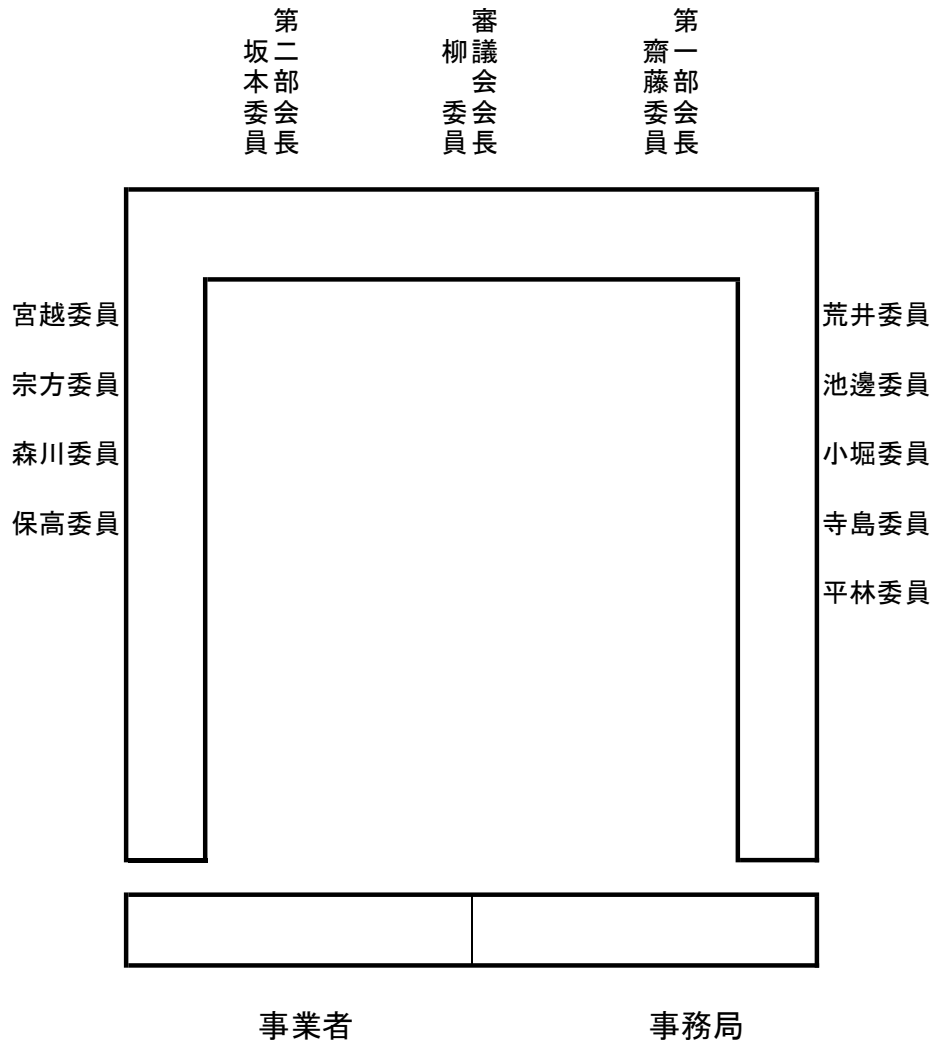 第一部会長
齋藤委員
審議会会長
柳　委員
第二部会長
坂本委員
宮越委員
荒井委員
宗方委員
池邊委員
森川委員
小堀委員
保高委員
寺島委員
平林委員
事業者
事務局